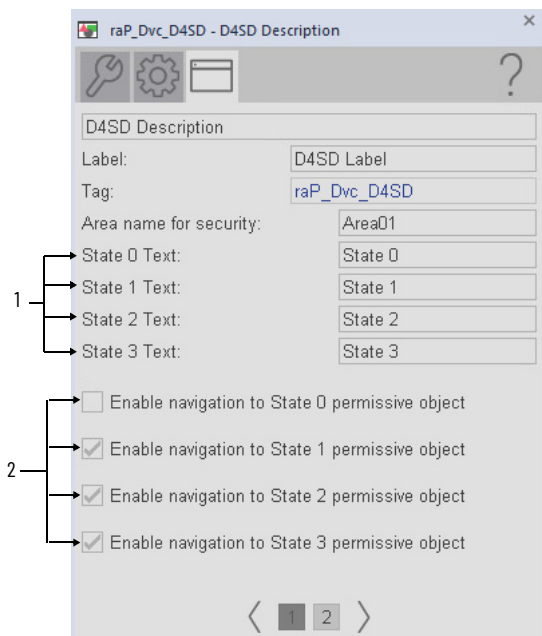 raP_Dvc_D4SD - D4SD Description
×
?
D4SD Description
Label: D4SD Label
Tag: raP_Dvc_D4SD
Area name for security: Area01
State 0 Text: State 0
State 1 Text: State 1
1
State 2 Text: State 2
State 3 Text: State 3
Enable navigation to State 0 permissive object
Enable navigation to State 1 permissive object
2
Enable navigation to State 2 permissive object
Enable navigation to State 3 permissive object
1 2